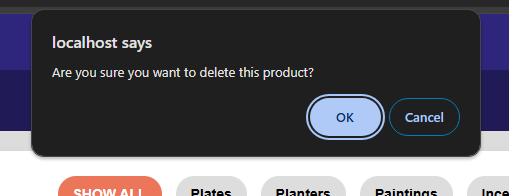 localhost says
Are you sure you want to delete this product?
OK
Cancel
SHOW ALL
Plates
Planters
Paintings